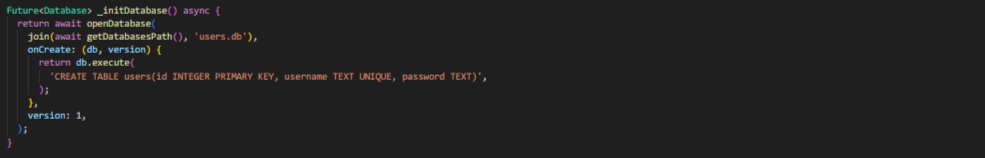 Future<Database> _initDatabase() async {
return await openDatabase(
join(await getDatabasesPath(), 'users.db'),
onCreate: (db, version) {
return db.execute(
'CREATE TABLE users(id INTEGER PRIMARY KEY, username TEXT UNIQUE, password TEXT)',
);
},
version: 1,
);
}